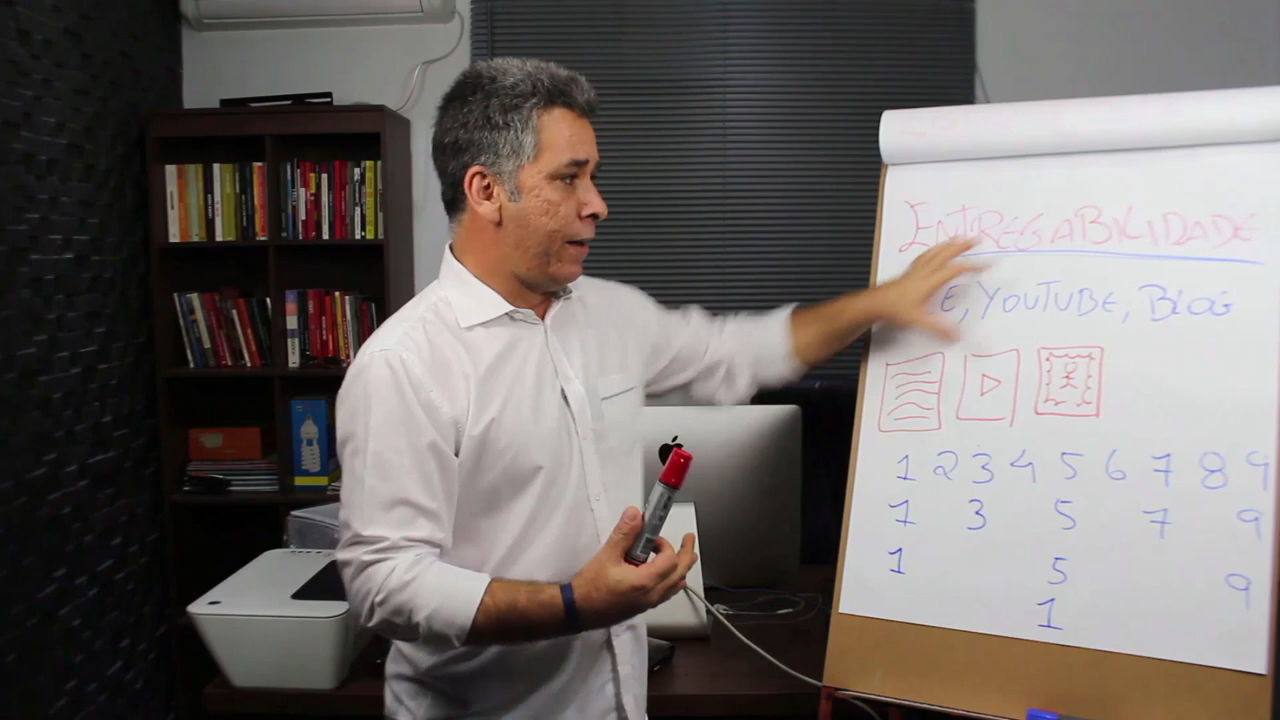 ENTREGABILIDADE
E, YOUTUBE, BLOG
1 2 3 4 5 6 7 8 9
1 3 5 7 9
1 5 9
1